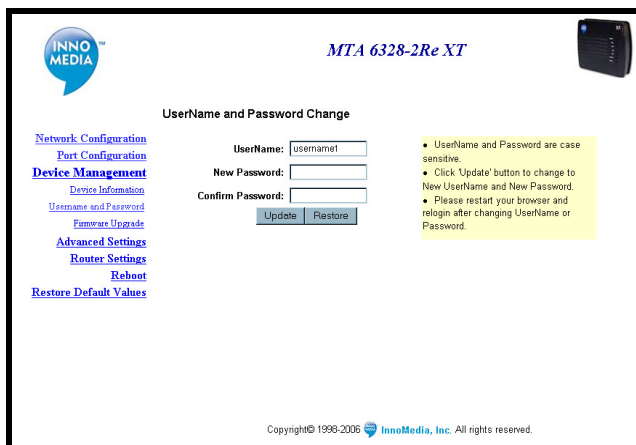 INNO
MEDIA
TM
MTA 6328-2Re XT
UserName and Password Change
Network Configuration
Port Configuration
Device Management
Device Information
Username and Password
Firmware Upgrade
Advanced Settings
Router Settings
Reboot
Restore Default Values
UserName: username1
New Password:
Confirm Password:
Update Restore
• UserName and Password are case
sensitive.
• Click 'Update' button to change to
New UserName and New Password.
• Please restart your browser and
relogin after changing UserName or
Password.
Copyright© 1998-2006 InnoMedia, Inc. All rights reserved.